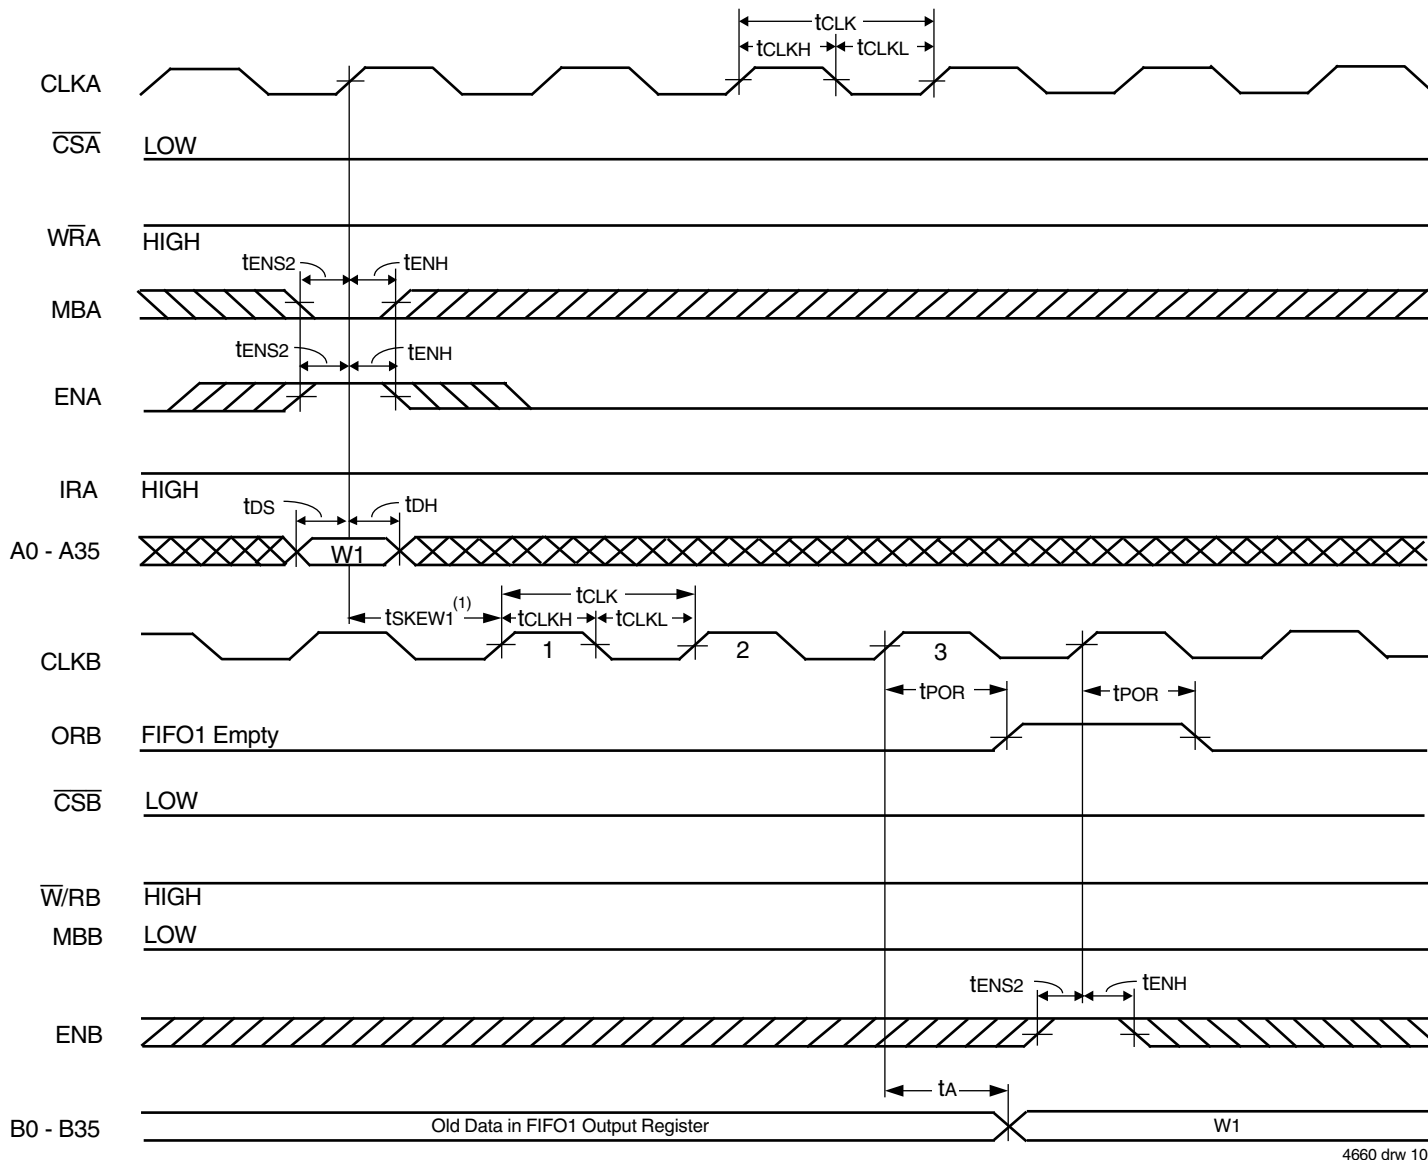 tCLK
tCLKH tCLKL
CLKA
CSA LOW
WRA HIGH
tENS2 tENH
MBA
tENS2 tENH
ENA
IRA HIGH
tDS tDH
A0 - A35 W1
tCLK
tSKEW1(1) tCLKH tCLKL
CLKB 1 2 3
tPOR tPOR
ORB FIFO1 Empty
CSB LOW
W/RB HIGH
MBB LOW
tENS2 tENH
ENB
tA
B0 - B35 Old Data in FIFO1 Output Register W1
4660 drw 10